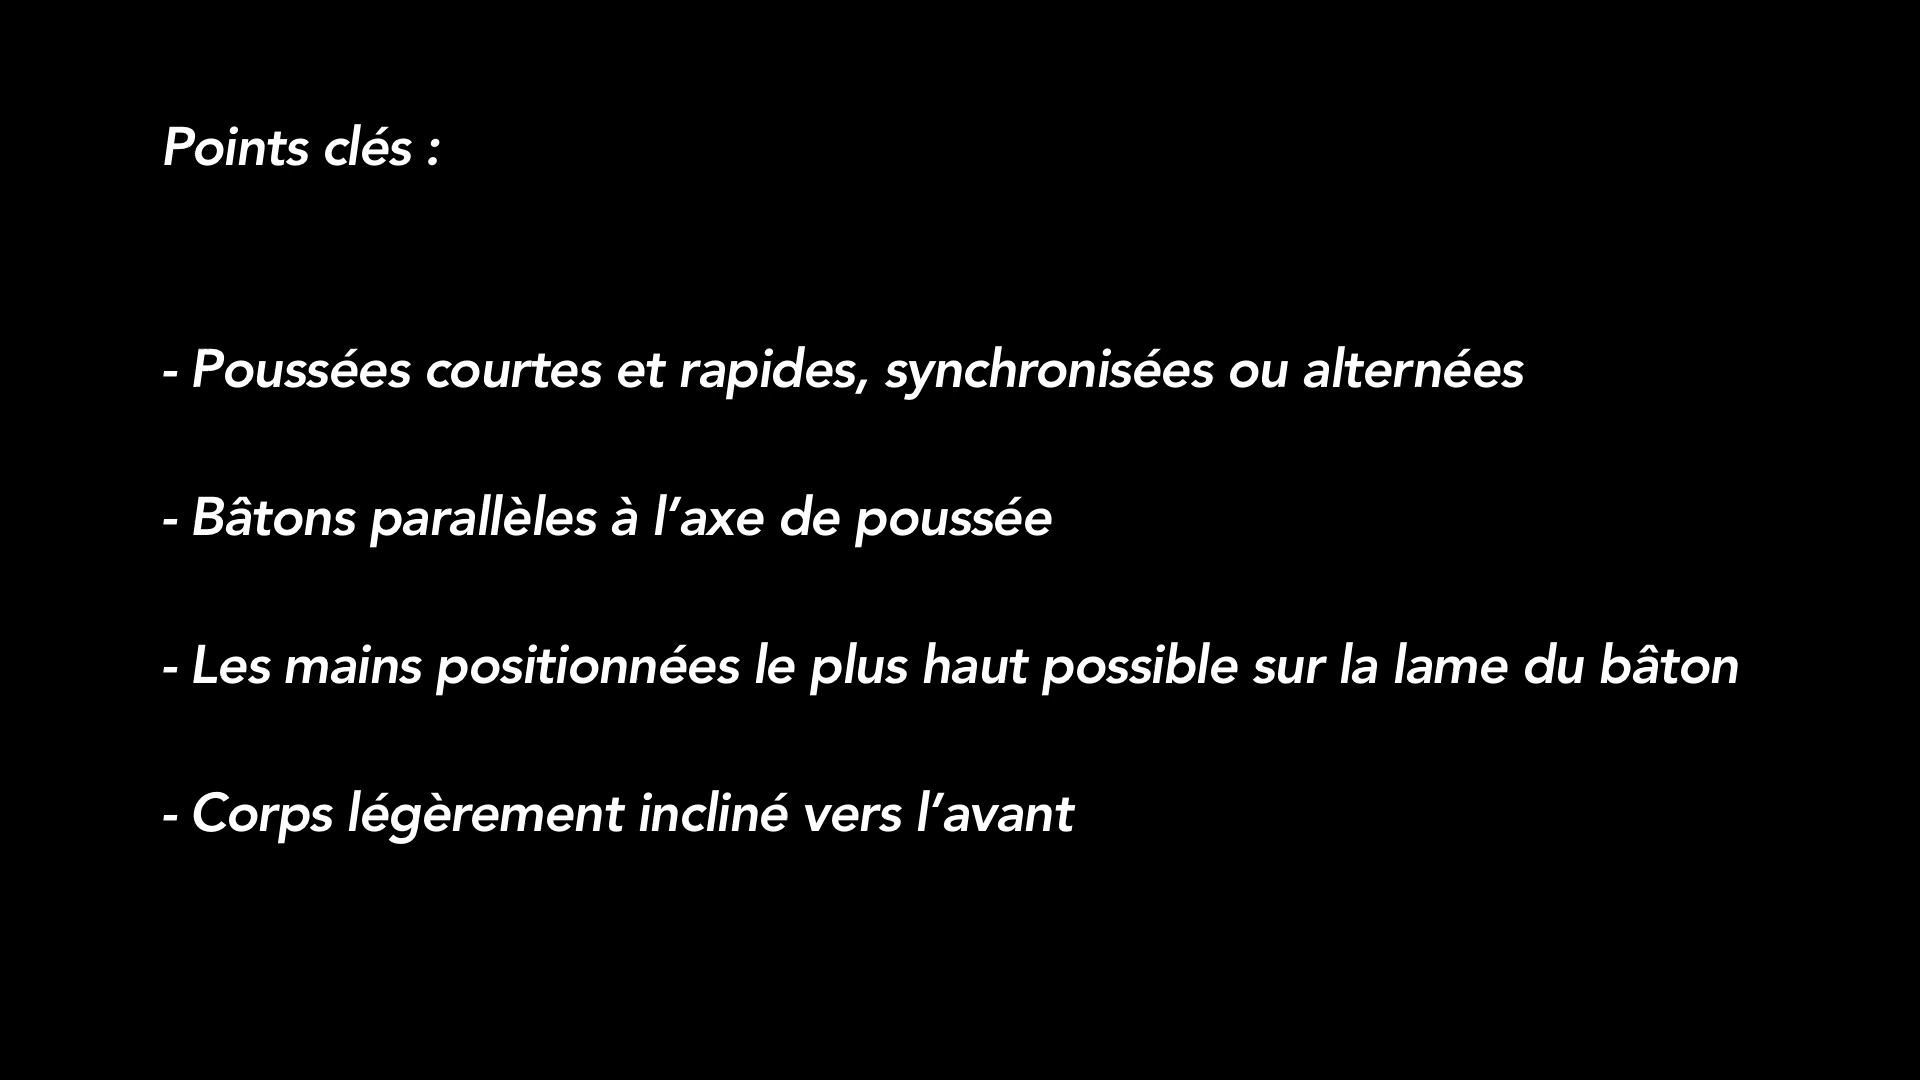 Points clés :
- Poussées courtes et rapides, synchronisées ou alternées
- Bâtons parallèles à l’axe de poussée
- Les mains positionnées le plus haut possible sur la lame du bâton
- Corps légèrement incliné vers l’avant